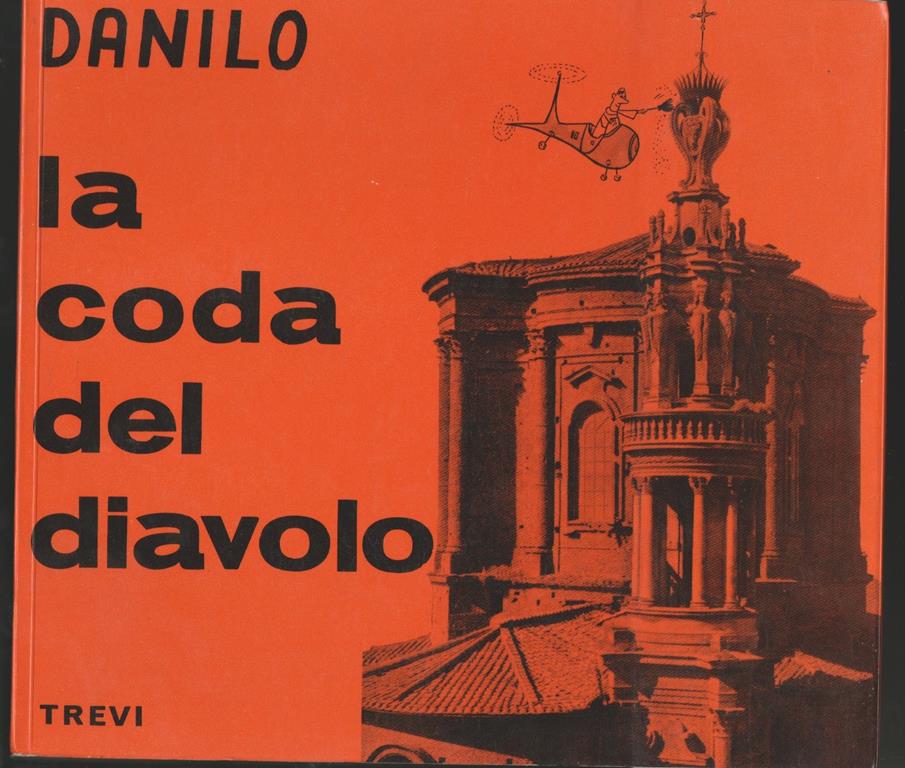 DANILO
la
coda
del
diavolo
TREVI